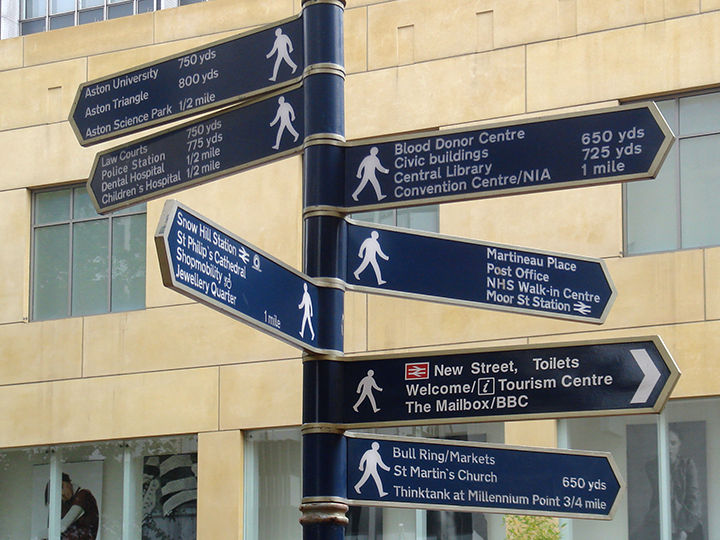 Aston University 750 yds
Aston Triangle 800 yds
Aston Science Park 1/2 mile
Law Courts 750 yds
Police Station 775 yds
Dental Hospital 1/2 mile
Children's Hospital 1/2 mile
Blood Donor Centre 650 yds
Civic buildings 725 yds
Central Library
Convention Centre/NIA 1 mile
Snow Hill Station
St Philip's Cathedral
Shopmobility
Jewellery Quarter 1 mile
Martineau Place
Post Office
NHS Walk-in Centre
Moor St Station
New Street, Toilets
Welcome/ i Tourism Centre
The Mailbox/BBC
Bull Ring/Markets
St Martin's Church 650 yds
Thinktank at Millennium Point 3/4 mile